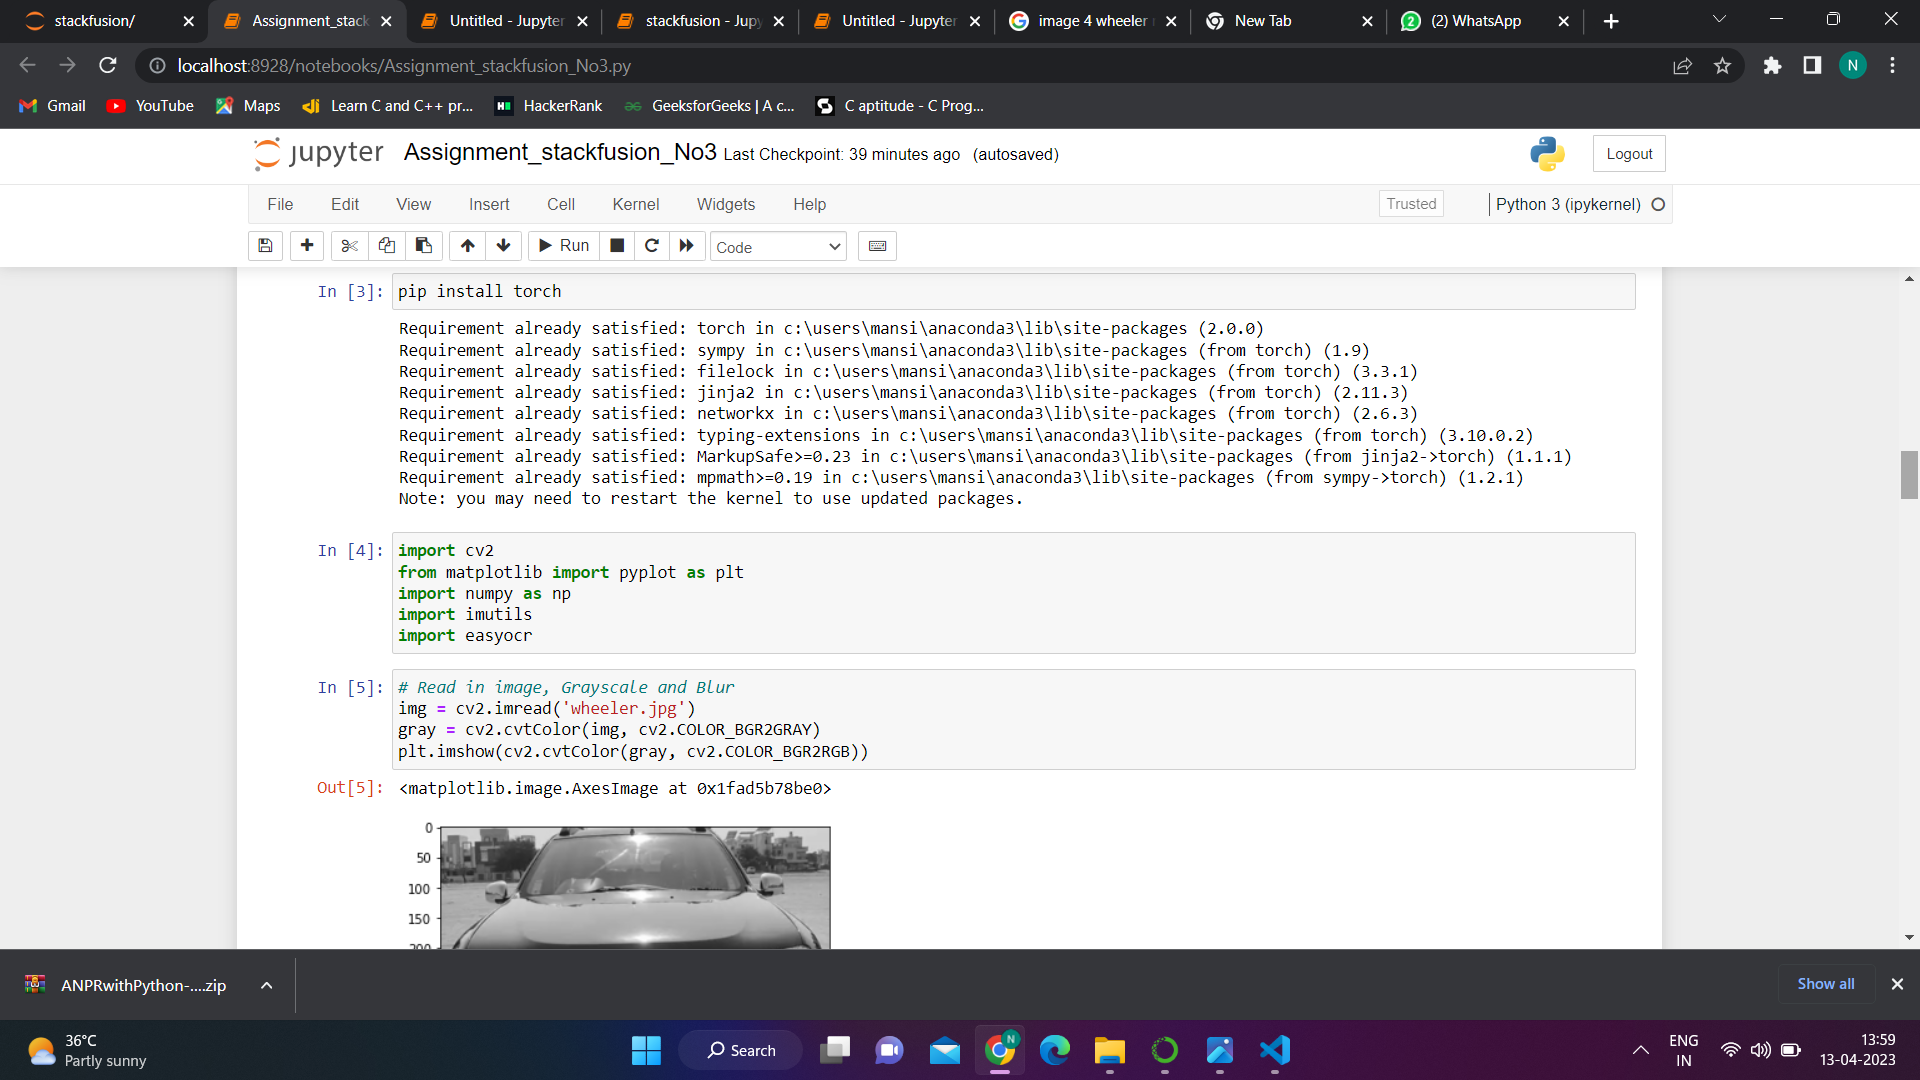 stackfusion/
Assignment_stack
Untitled - Jupyter
stackfusion - Jupy
Untitled - Jupyter
image 4 wheeler
New Tab
(2) WhatsApp
localhost:8928/notebooks/Assignment_stackfusion_No3.py
N
Gmail
YouTube
Maps
Learn C and C++ pr...
HackerRank
GeeksforGeeks | A c...
C aptitude - C Prog...
jupyter
Assignment_stackfusion_No3 Last Checkpoint: 39 minutes ago (autosaved)
Logout
File
Edit
View
Insert
Cell
Kernel
Widgets
Help
Trusted
Python 3 (ipykernel)
Run
Code
In [3]: pip install torch
Requirement already satisfied: torch in c:\users\mansi\anaconda3\lib\site-packages (2.0.0)
Requirement already satisfied: sympy in c:\users\mansi\anaconda3\lib\site-packages (from torch) (1.9)
Requirement already satisfied: filelock in c:\users\mansi\anaconda3\lib\site-packages (from torch) (3.3.1)
Requirement already satisfied: jinja2 in c:\users\mansi\anaconda3\lib\site-packages (from torch) (2.11.3)
Requirement already satisfied: networkx in c:\users\mansi\anaconda3\lib\site-packages (from torch) (2.6.3)
Requirement already satisfied: typing-extensions in c:\users\mansi\anaconda3\lib\site-packages (from torch) (3.10.0.2)
Requirement already satisfied: MarkupSafe>=0.23 in c:\users\mansi\anaconda3\lib\site-packages (from jinja2->torch) (1.1.1)
Requirement already satisfied: mpmath>=0.19 in c:\users\mansi\anaconda3\lib\site-packages (from sympy->torch) (1.2.1)
Note: you may need to restart the kernel to use updated packages.
In [4]: import cv2
from matplotlib import pyplot as plt
import numpy as np
import imutils
import easyocr
In [5]: # Read in image, Grayscale and Blur
img = cv2.imread('wheeler.jpg')
gray = cv2.cvtColor(img, cv2.COLOR_BGR2GRAY)
plt.imshow(cv2.cvtColor(gray, cv2.COLOR_BGR2RGB))
Out[5]: <matplotlib.image.AxesImage at 0x1fad5b78be0>
0
50
100
150
200
ANPRwithPython-....zip
Show all
36°C
Partly sunny
Search
N
ENG
IN
13:59
13-04-2023